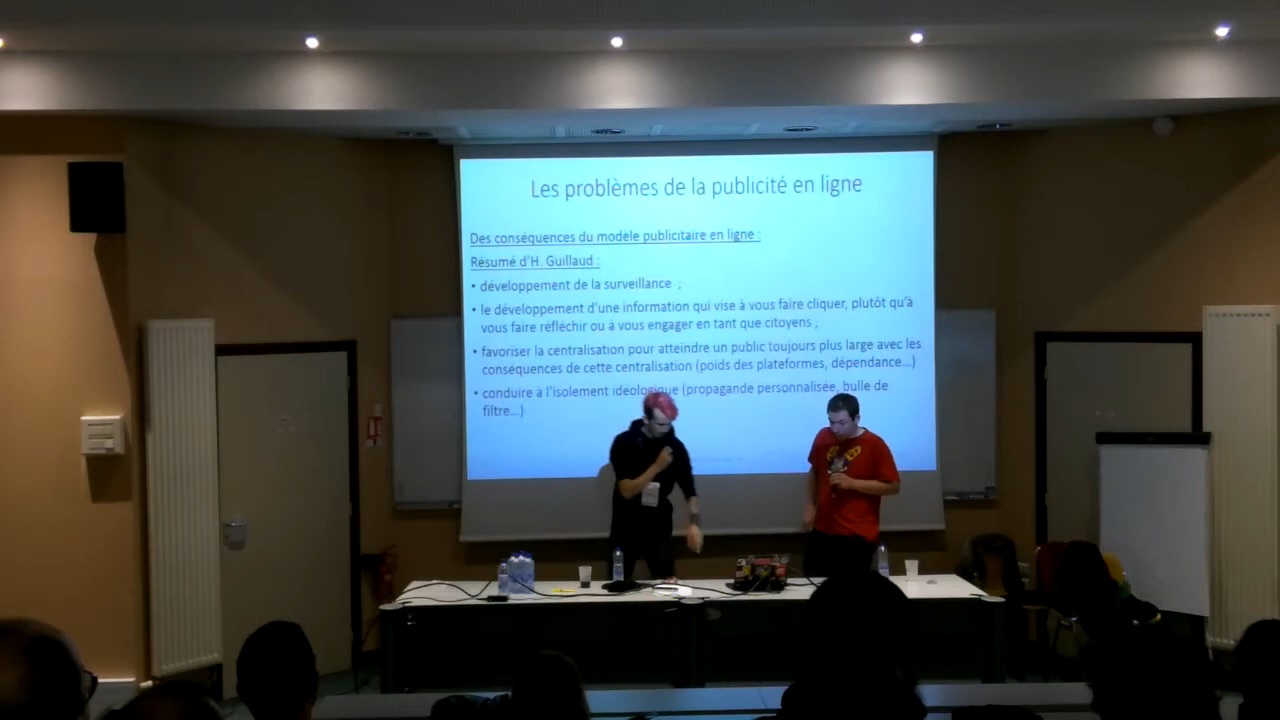 Les problèmes de la publicité en ligne
Des conséquences du modèle publicitaire en ligne :
Résumé d'H. Guillaud :
• développement de la surveillance ;
• le développement d'une information qui vise à vous faire cliquer, plutôt qu'à
vous faire réfléchir ou à vous engager en tant que citoyens ;
• favoriser la centralisation pour atteindre un public toujours plus large avec les
conséquences de cette centralisation (poids des plateformes, dépendance...)
• conduire à l'isolement idéologique (propagande personnalisée, bulle de
filtre...)